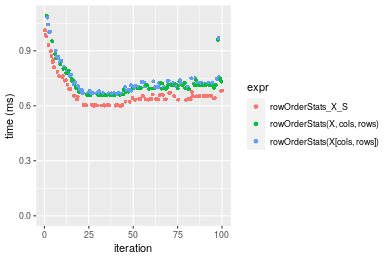 0.9
0.6
0.3
0.0
time (ms)
0
25
50
75
100
iteration
expr
rowOrderStats_X_S
rowOrderStats(X, cols, rows)
rowOrderStats(X[cols, rows])